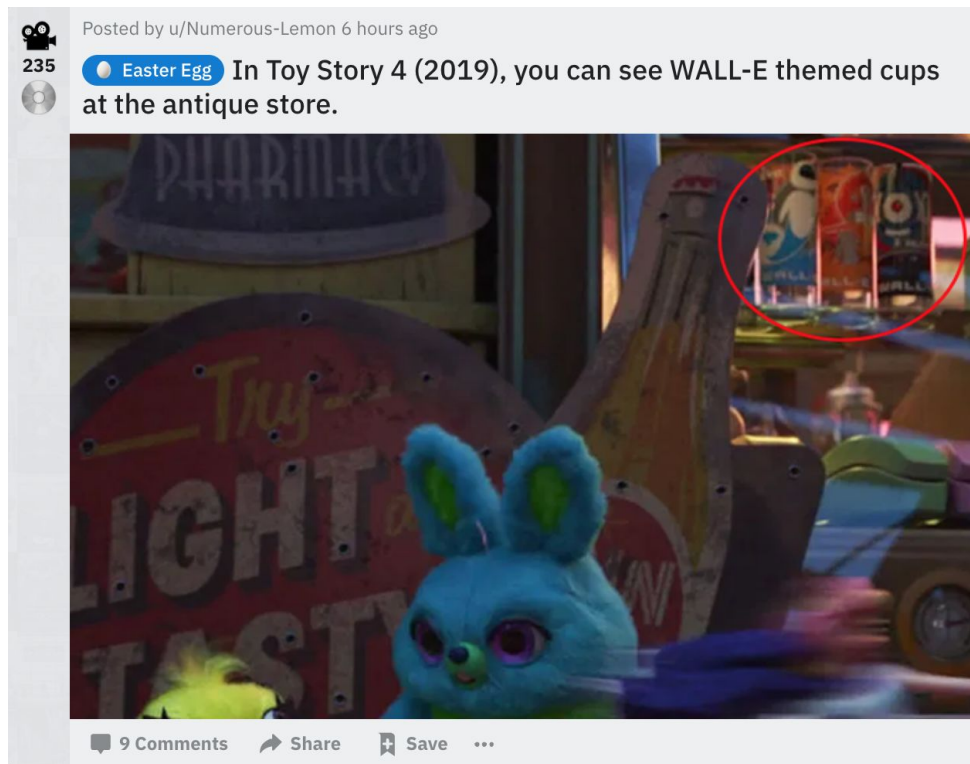 Posted by u/Numerous-Lemon 6 hours ago
235
Easter Egg In Toy Story 4 (2019), you can see WALL-E themed cups
at the antique store.
PHARMACY
Try
LIGHT
TASTY
9 Comments
Share
Save